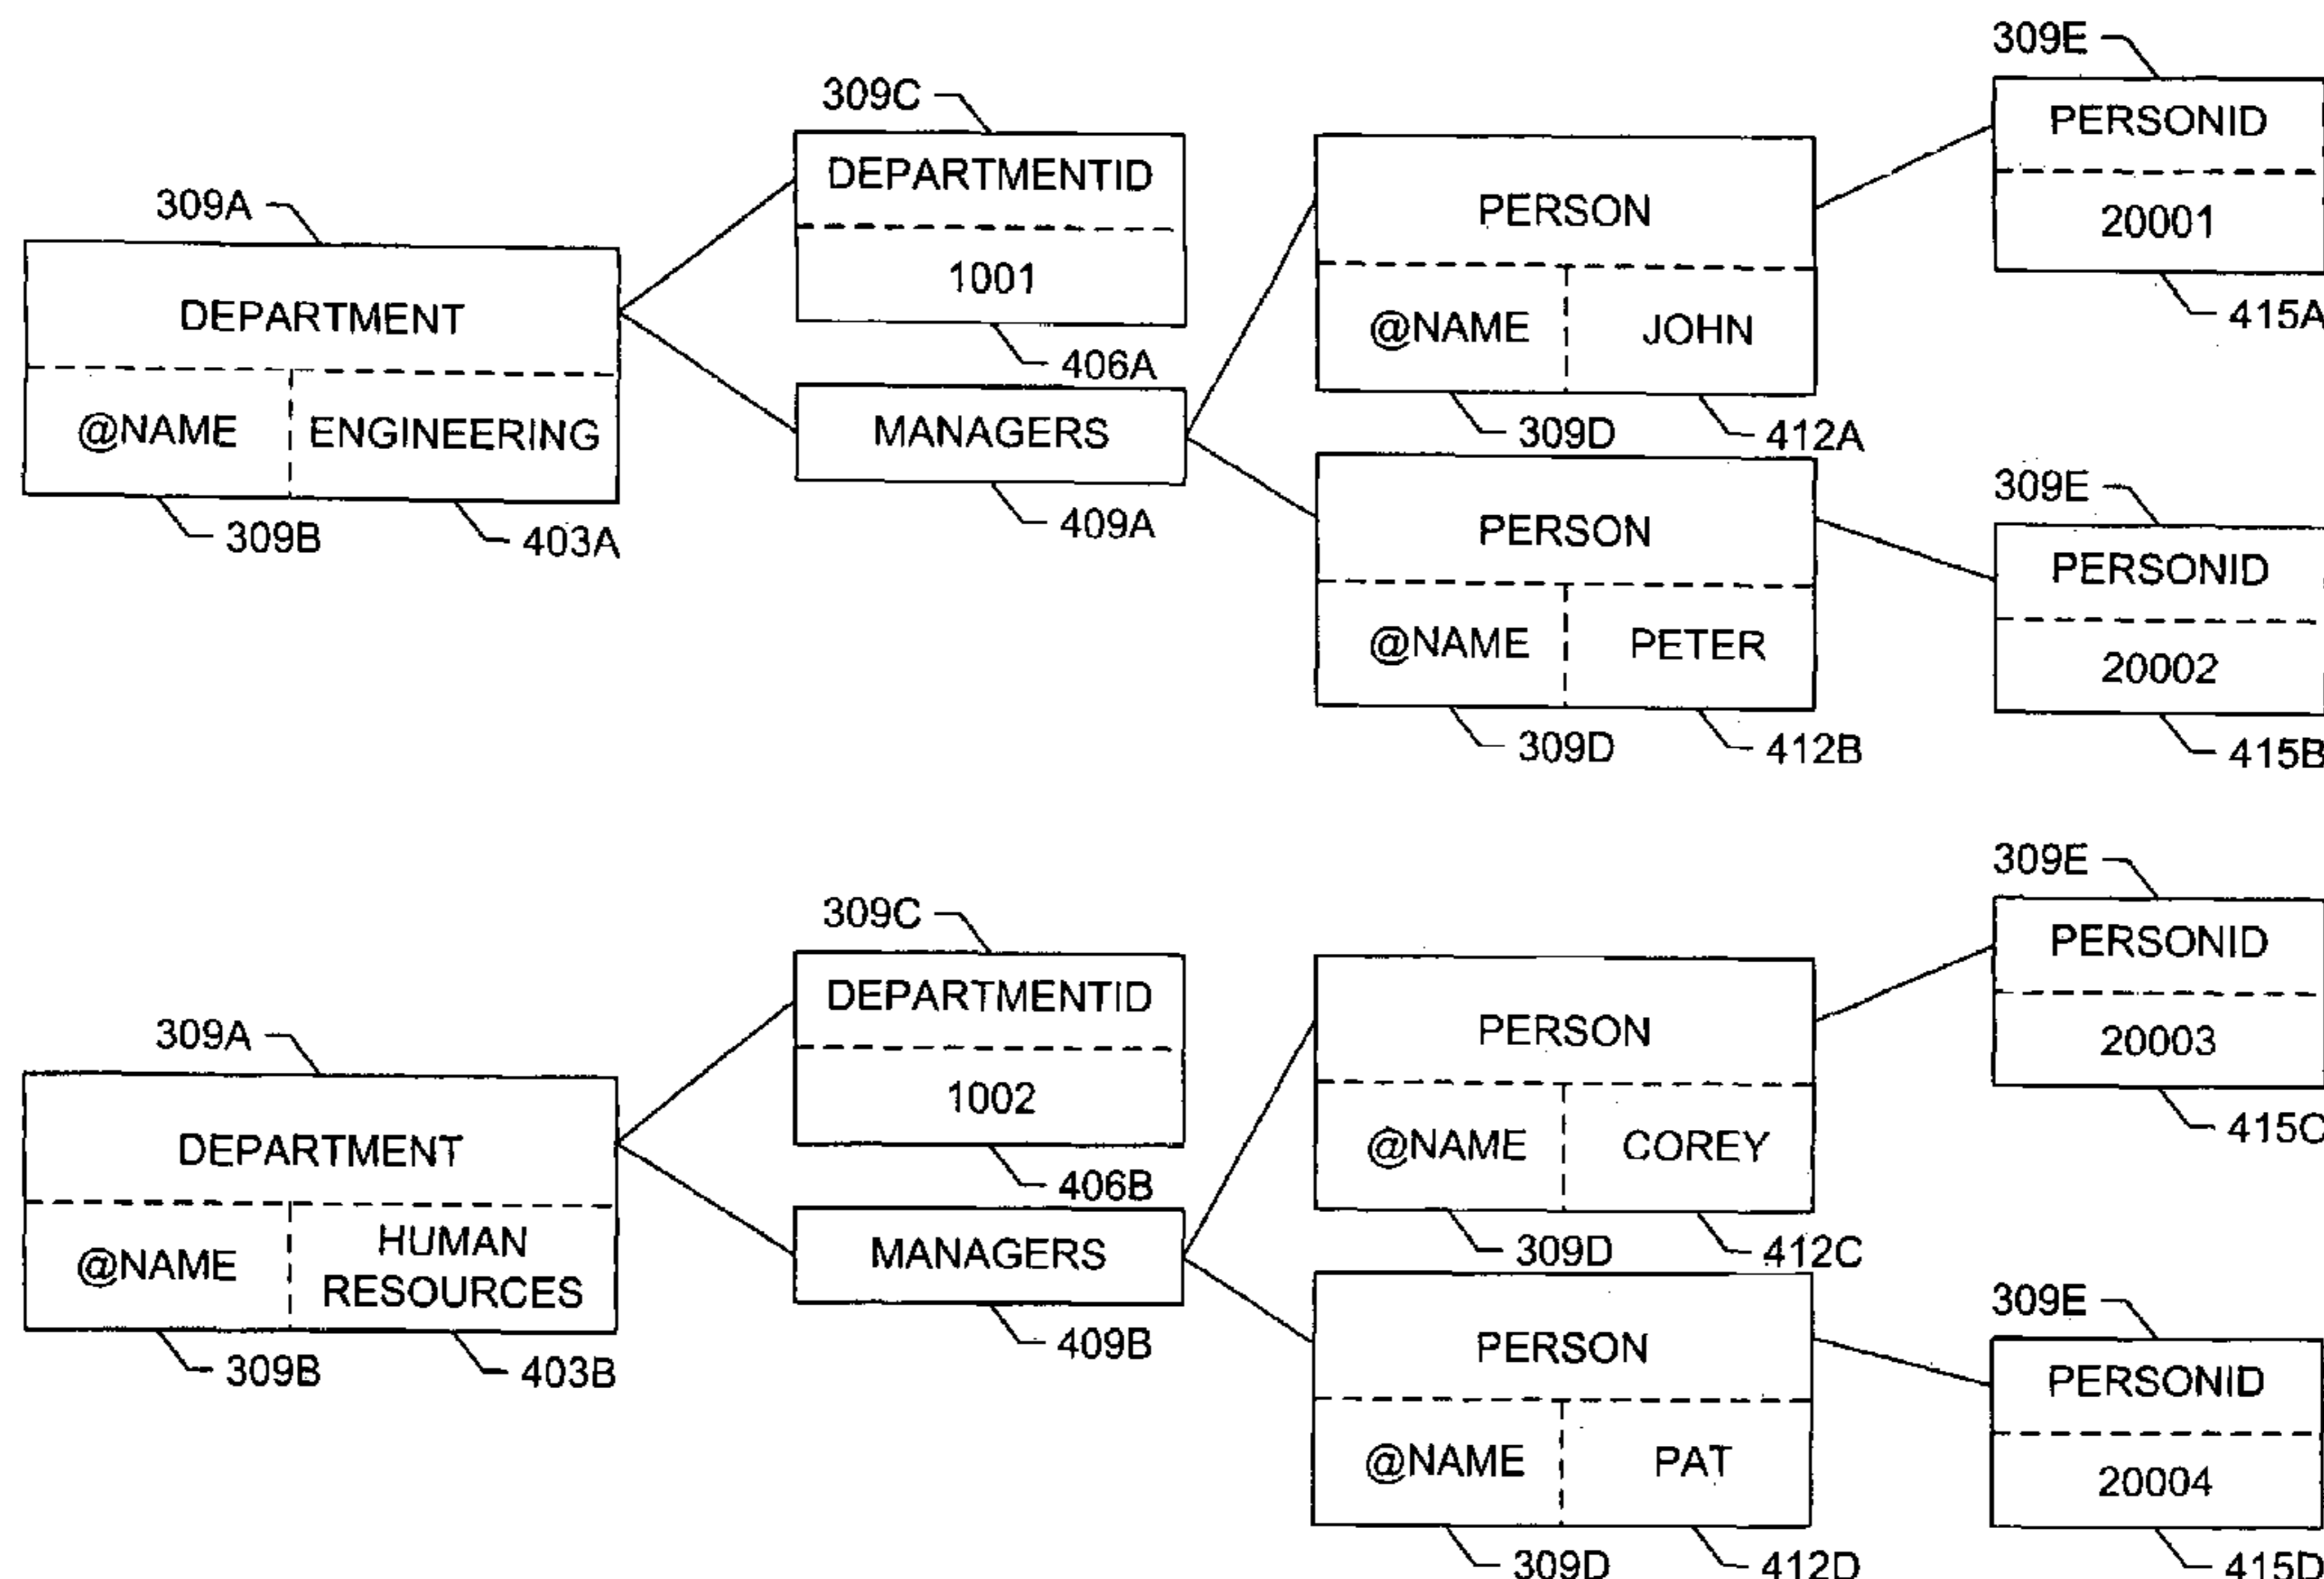 309E
309C
PERSONID
DEPARTMENTID
309A
PERSON
20001
1001
DEPARTMENT
@NAME
JOHN
415A
406A
@NAME
ENGINEERING
MANAGERS
309D
412A
309E
309B
403A
409A
PERSON
PERSONID
@NAME
PETER
20002
309D
412B
415B
309E
309C
PERSONID
DEPARTMENTID
309A
PERSON
20003
1002
DEPARTMENT
@NAME
COREY
415C
406B
@NAME
HUMAN
RESOURCES
MANAGERS
309D
412C
309E
309B
403B
409B
PERSON
PERSONID
@NAME
PAT
20004
309D
412D
415D